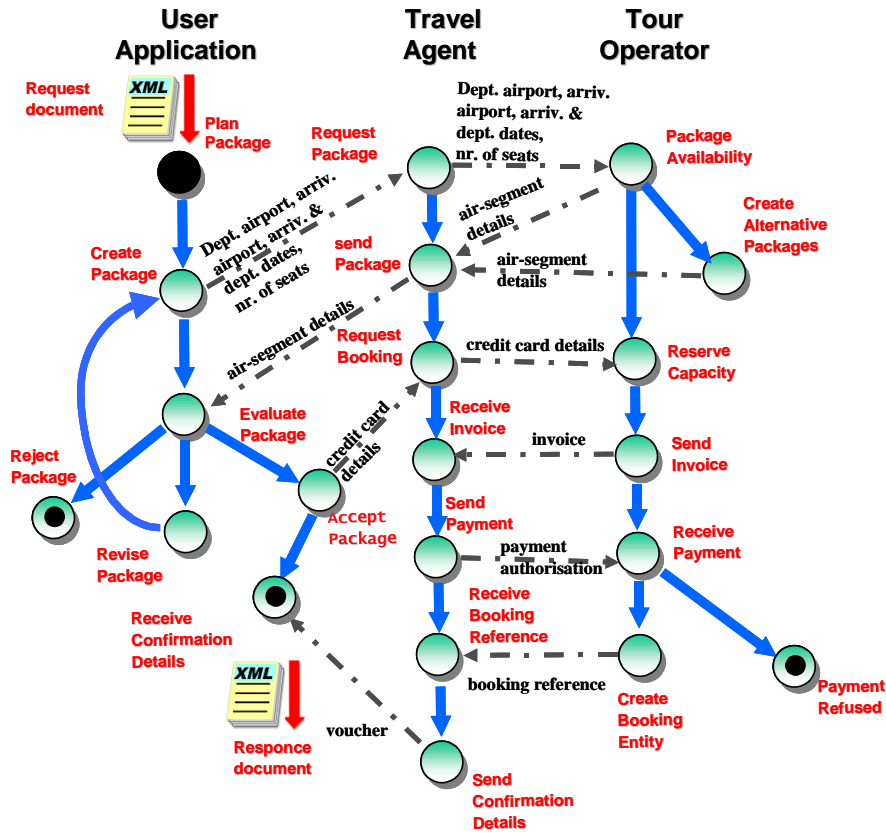 User
Application
Travel
Agent
Tour
Operator
Request
document
XML
Plan
Package
Request
Package
Dept. airport, arriv.
airport, arriv. &
dept. dates,
nr. of seats
Package
Availability
Create
Package
Dept. airport, arriv.
airport, arriv. &
dept. dates,
nr. of seats
send
Package
air-segment
details
Create
Alternative
Packages
air-segment
details
air-segment details
Request
Booking
credit card details
Reserve
Capacity
Evaluate
Package
credit card
details
Receive
Invoice
invoice
Send
Invoice
Reject
Package
Accept
Package
Send
Payment
payment
authorisation
Receive
Payment
Revise
Package
Receive
Confirmation
Details
Receive
Booking
Reference
booking reference
Create
Booking
Entity
Payment
Refused
XML
Responce
document
voucher
Send
Confirmation
Details